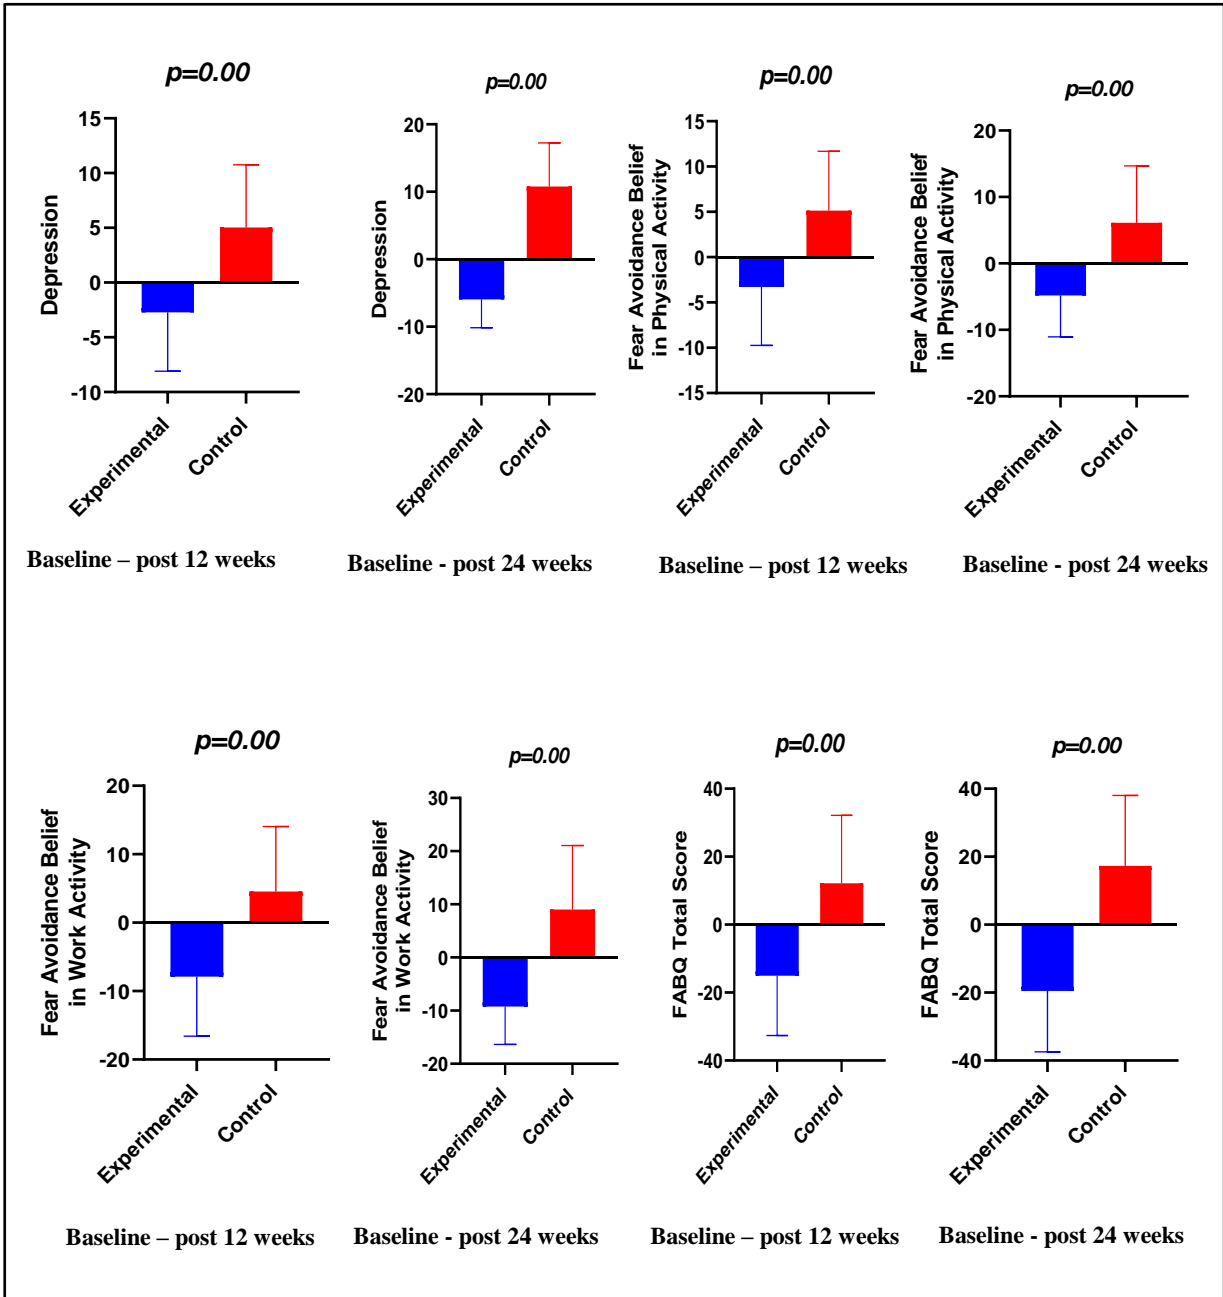 p=0.00
15
10
5
0
-5
-10
Depression
Experimental
Control
Baseline – post 12 weeks
p=0.00
20
10
0
-10
-20
Depression
Experimental
Control
Baseline - post 24 weeks
p=0.00
15
10
5
0
-5
-10
-15
Fear Avoidance Belief
in Physical Activity
Experimental
Control
Baseline – post 12 weeks
p=0.00
20
10
0
-10
-20
Fear Avoidance Belief
in Physical Activity
Experimental
Control
Baseline - post 24 weeks
p=0.00
20
10
0
-10
-20
Fear Avoidance Belief
in Work Activity
Experimental
Control
Baseline – post 12 weeks
p=0.00
30
20
10
0
-10
-20
Fear Avoidance Belief
in Work Activity
Experimental
Control
Baseline - post 24 weeks
p=0.00
40
20
0
-20
-40
FABQ Total Score
Experimental
Control
Baseline – post 12 weeks
p=0.00
40
20
0
-20
-40
FABQ Total Score
Experimental
Control
Baseline - post 24 weeks